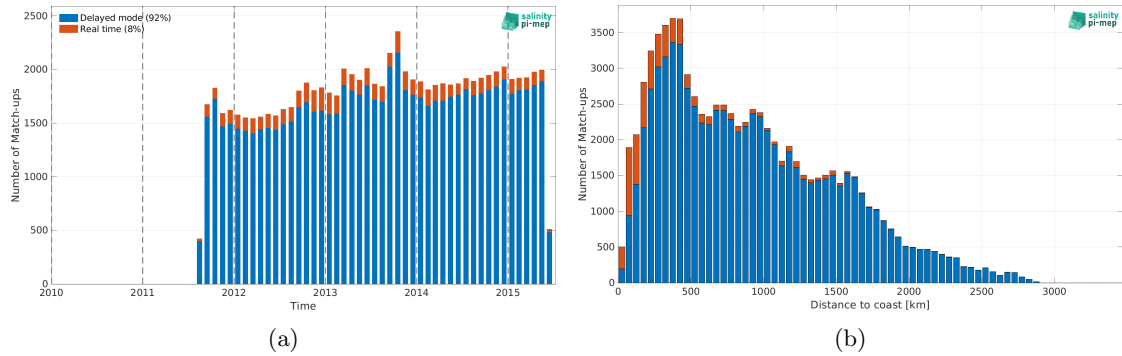 Delayed mode (92%)
Real time (8%)
salinity
pi-mep
Number of Match-ups
2500
2000
1500
1000
500
0
2010
2011
2012
2013
2014
2015
Time
(a)
salinity
pi-mep
Number of Match-ups
3500
3000
2500
2000
1500
1000
500
0
0
500
1000
1500
2000
2500
3000
Distance to coast [km]
(b)